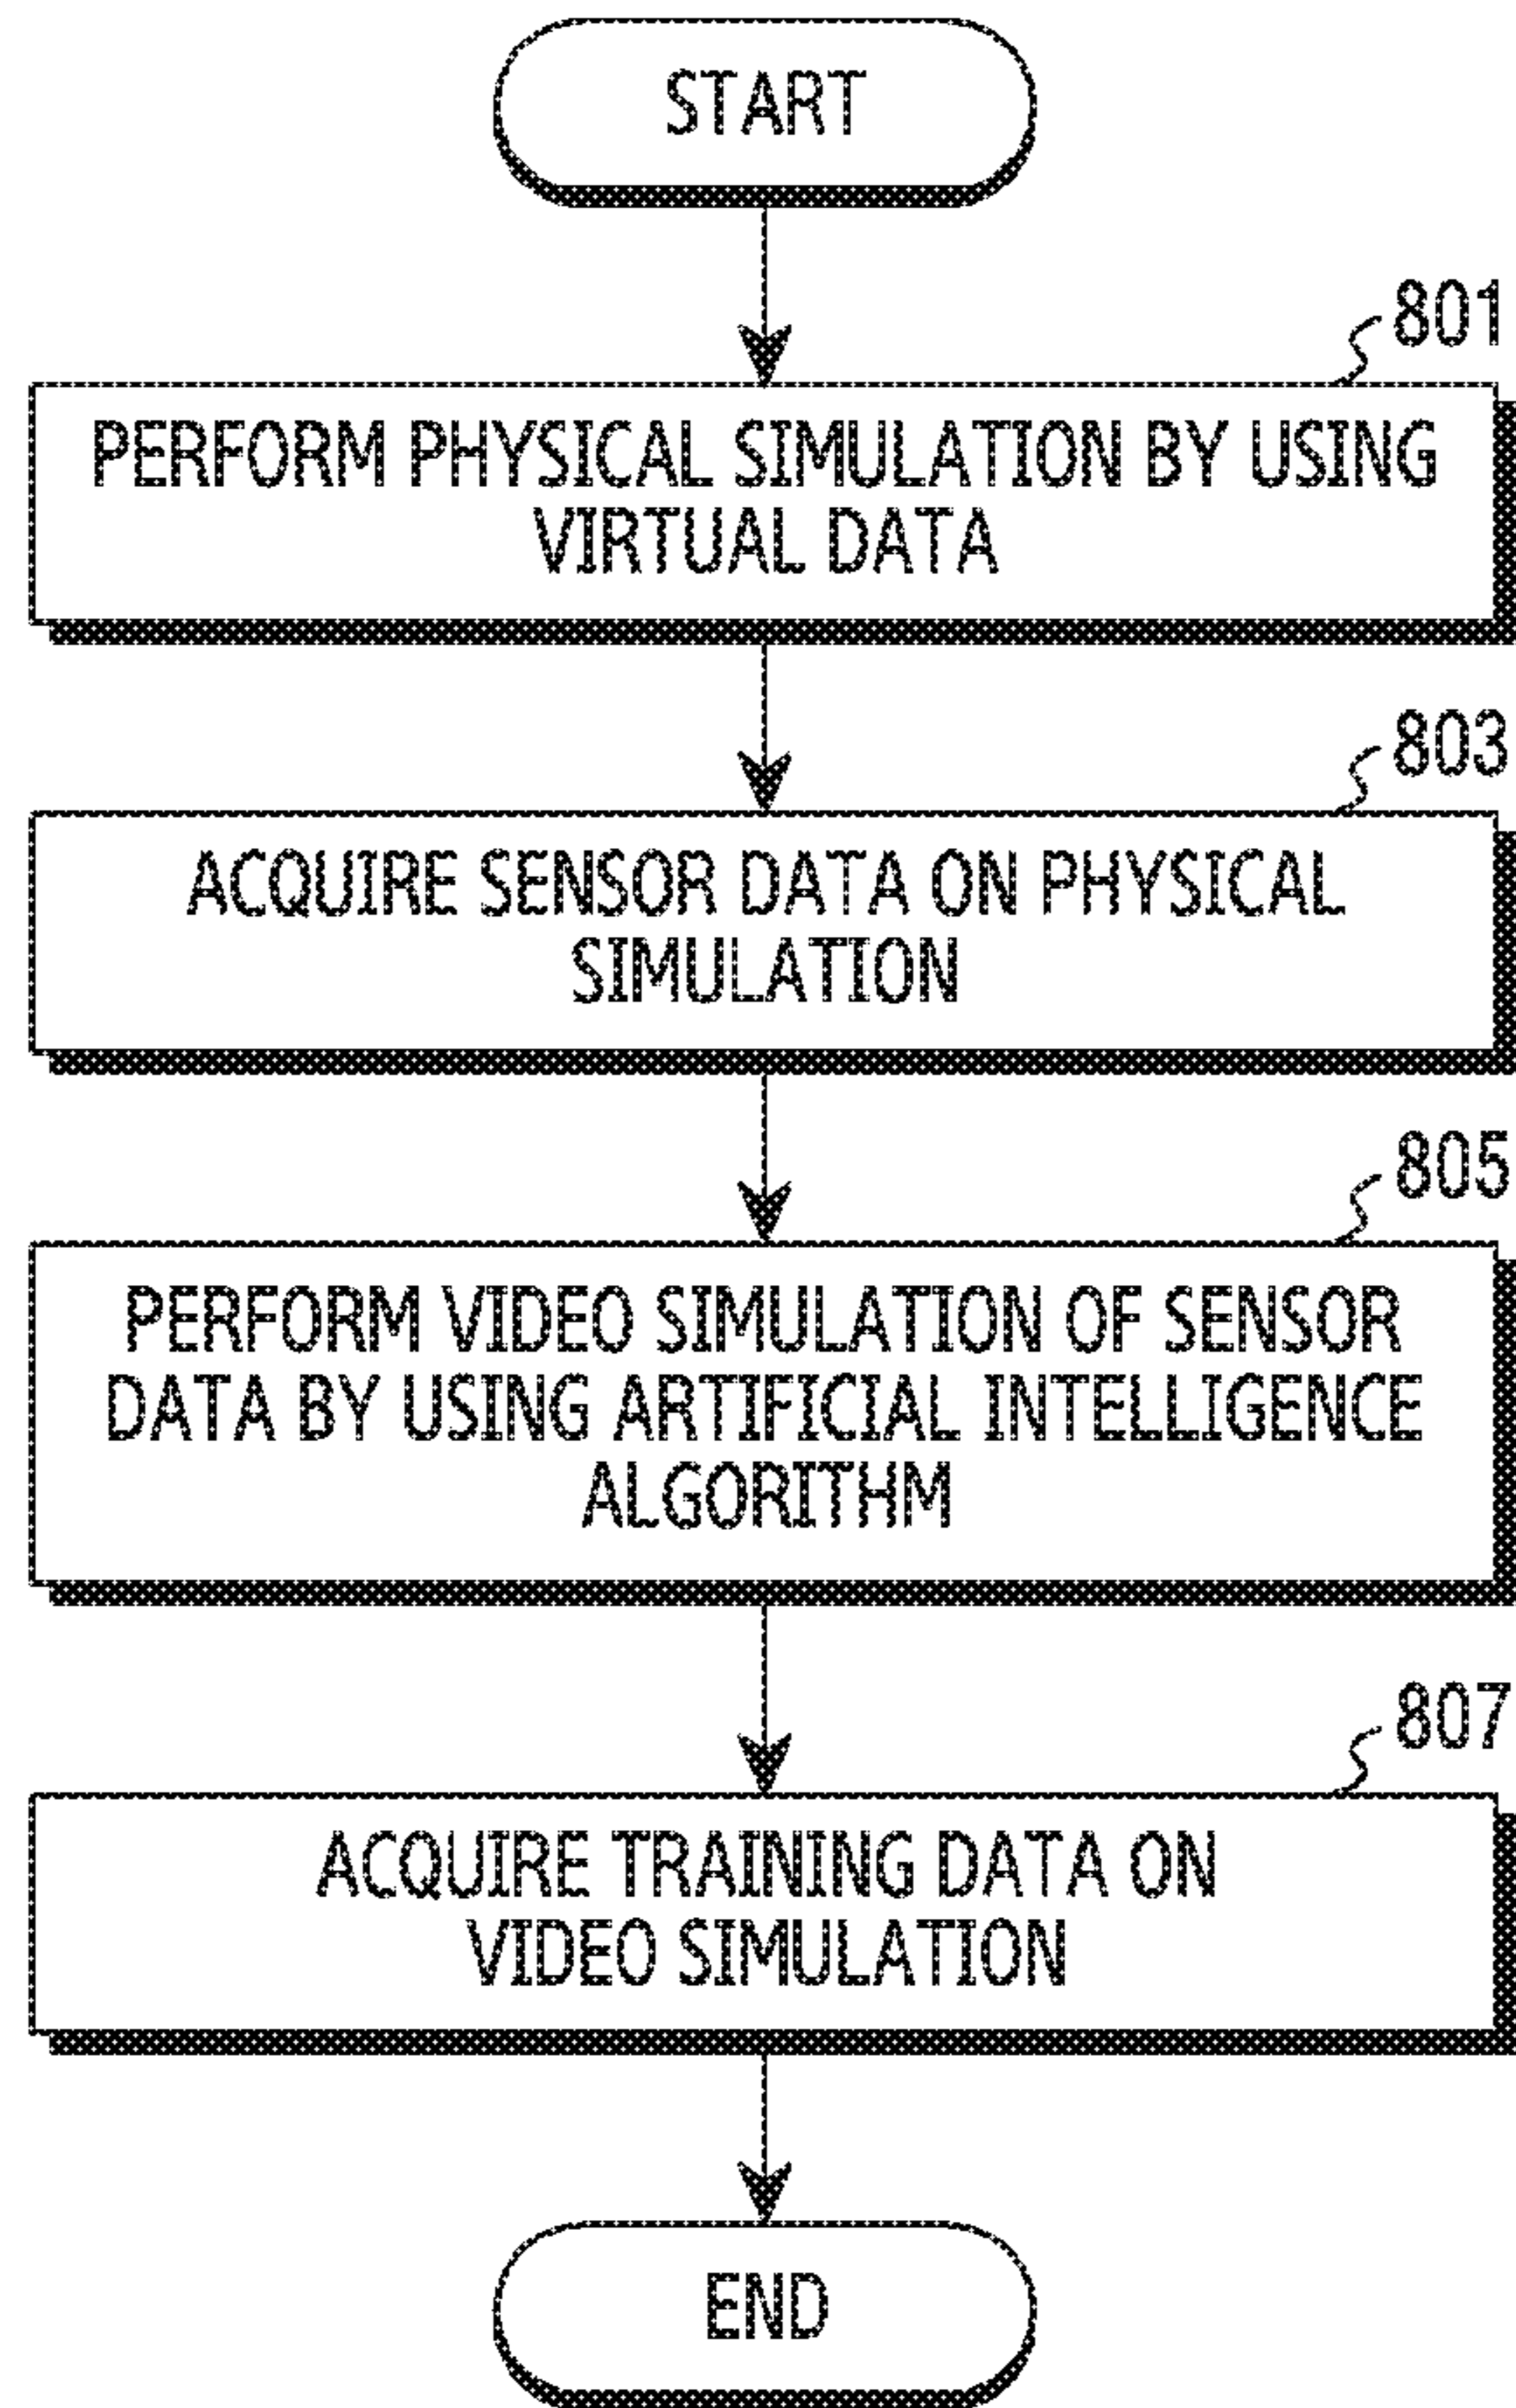 START
801
PERFORM PHYSICAL SIMULATION BY USING
VIRTUAL DATA
803
ACQUIRE SENSOR DATA ON PHYSICAL
SIMULATION
805
PERFORM VIDEO SIMULATION OF SENSOR
DATA BY USING ARTIFICIAL INTELLIGENCE
ALGORITHM
807
ACQUIRE TRAINING DATA ON
VIDEO SIMULATION
END